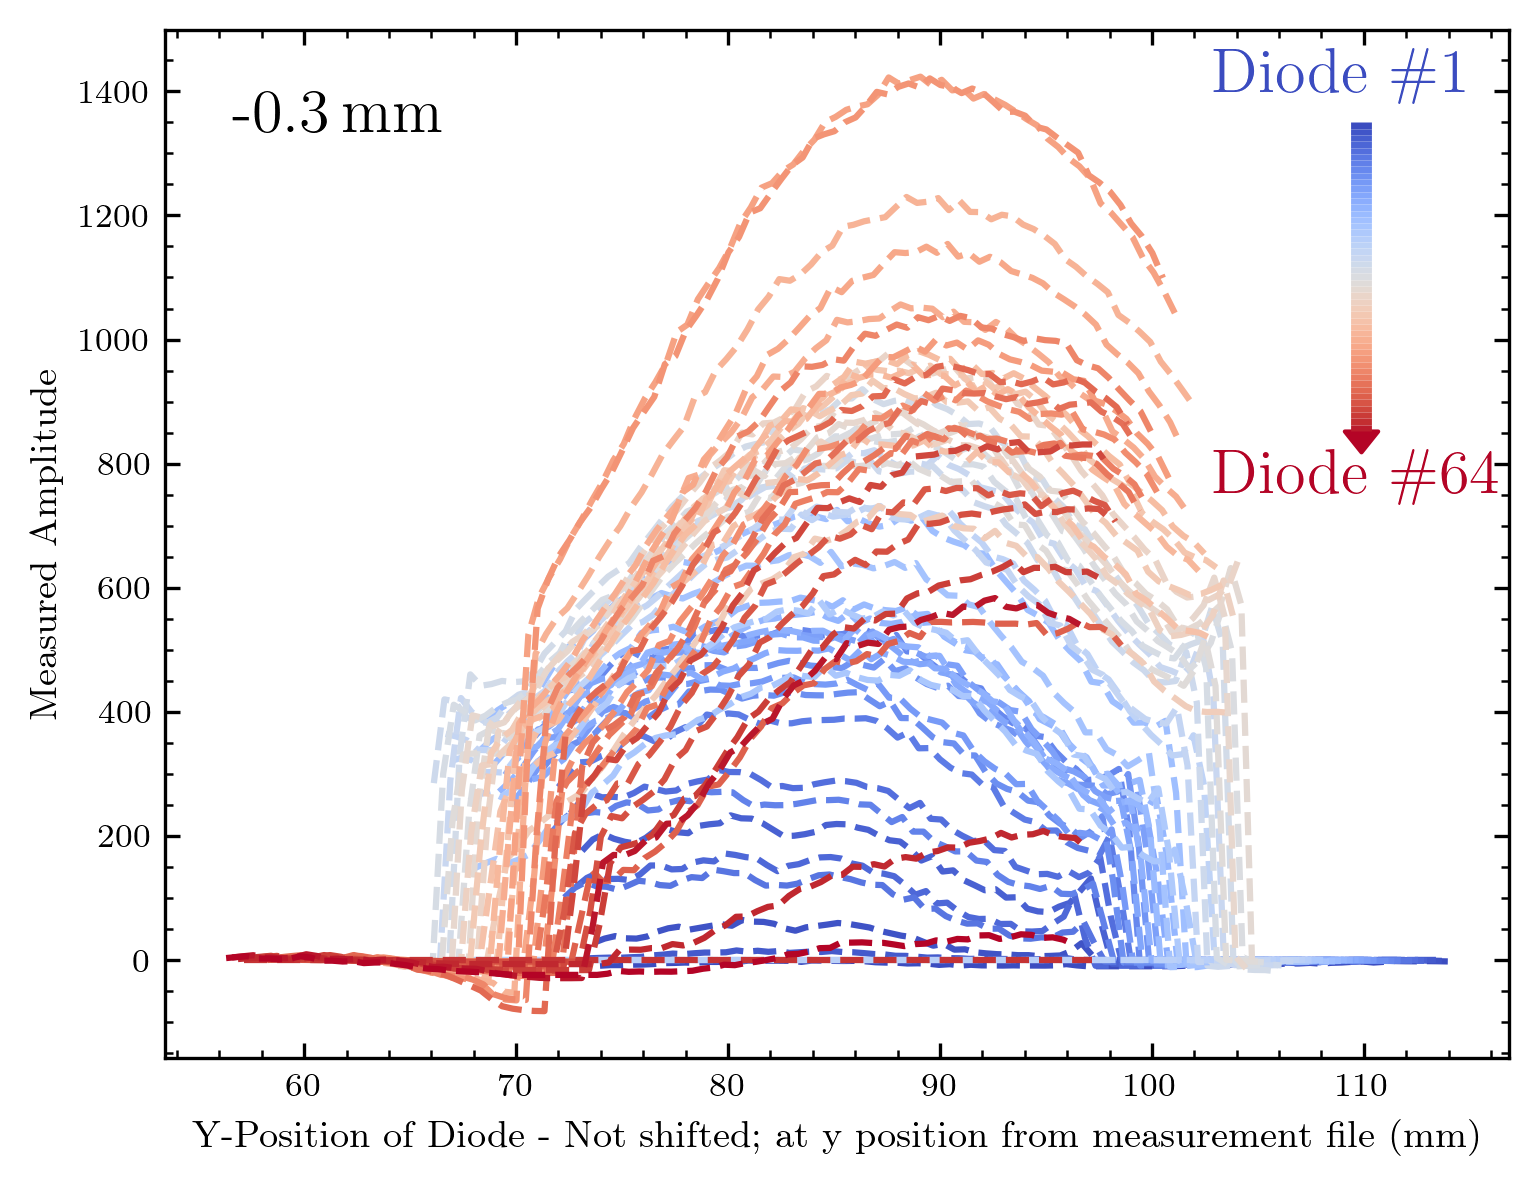 -0.3 mm
Diode #1
Diode #64
Measured Amplitude
1400
1200
1000
800
600
400
200
0
60 70 80 90 100 110
Y-Position of Diode - Not shifted; at y position from measurement file (mm)